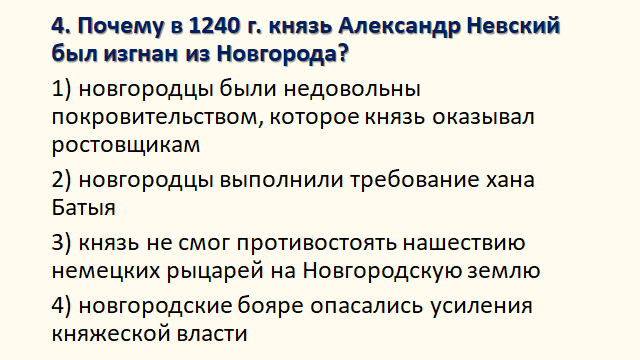 4. Почему в 1240 г. князь Александр Невский
был изгнан из Новгорода?
1) новгородцы были недовольны
покровительством, которое князь оказывал
ростовщикам
2) новгородцы выполнили требование хана
Батыя
3) князь не смог противостоять нашествию
немецких рыцарей на Новгородскую землю
4) новгородские бояре опасались усиления
княжеской власти